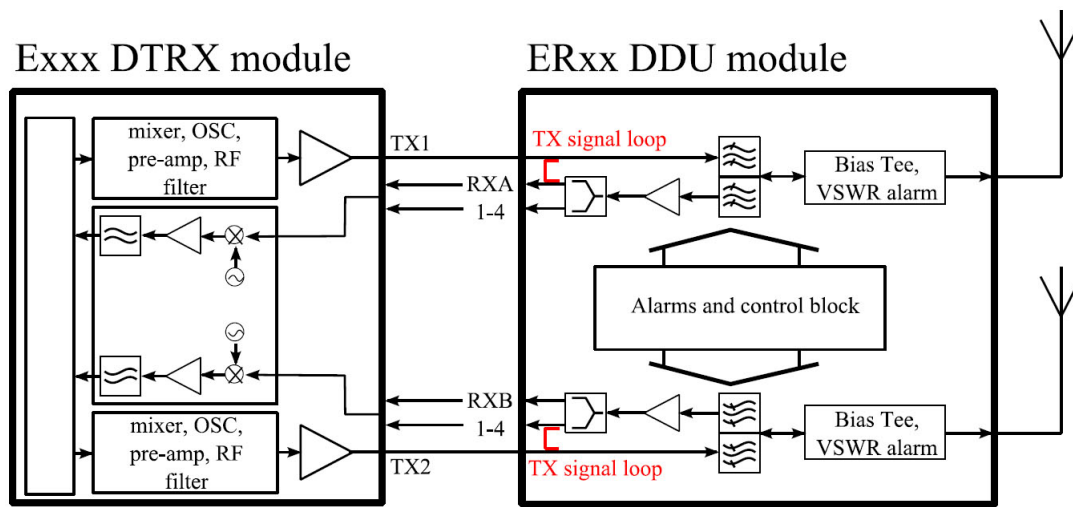 Exxx DTRX module
ERxx DDU module
mixer, OSC,
pre-amp, RF
filter
TX1
TX signal loop
RXA
1-4
Bias Tee,
VSWR alarm
Alarms and control block
RXB
1-4
mixer, OSC,
pre-amp, RF
filter
TX2
TX signal loop
Bias Tee,
VSWR alarm